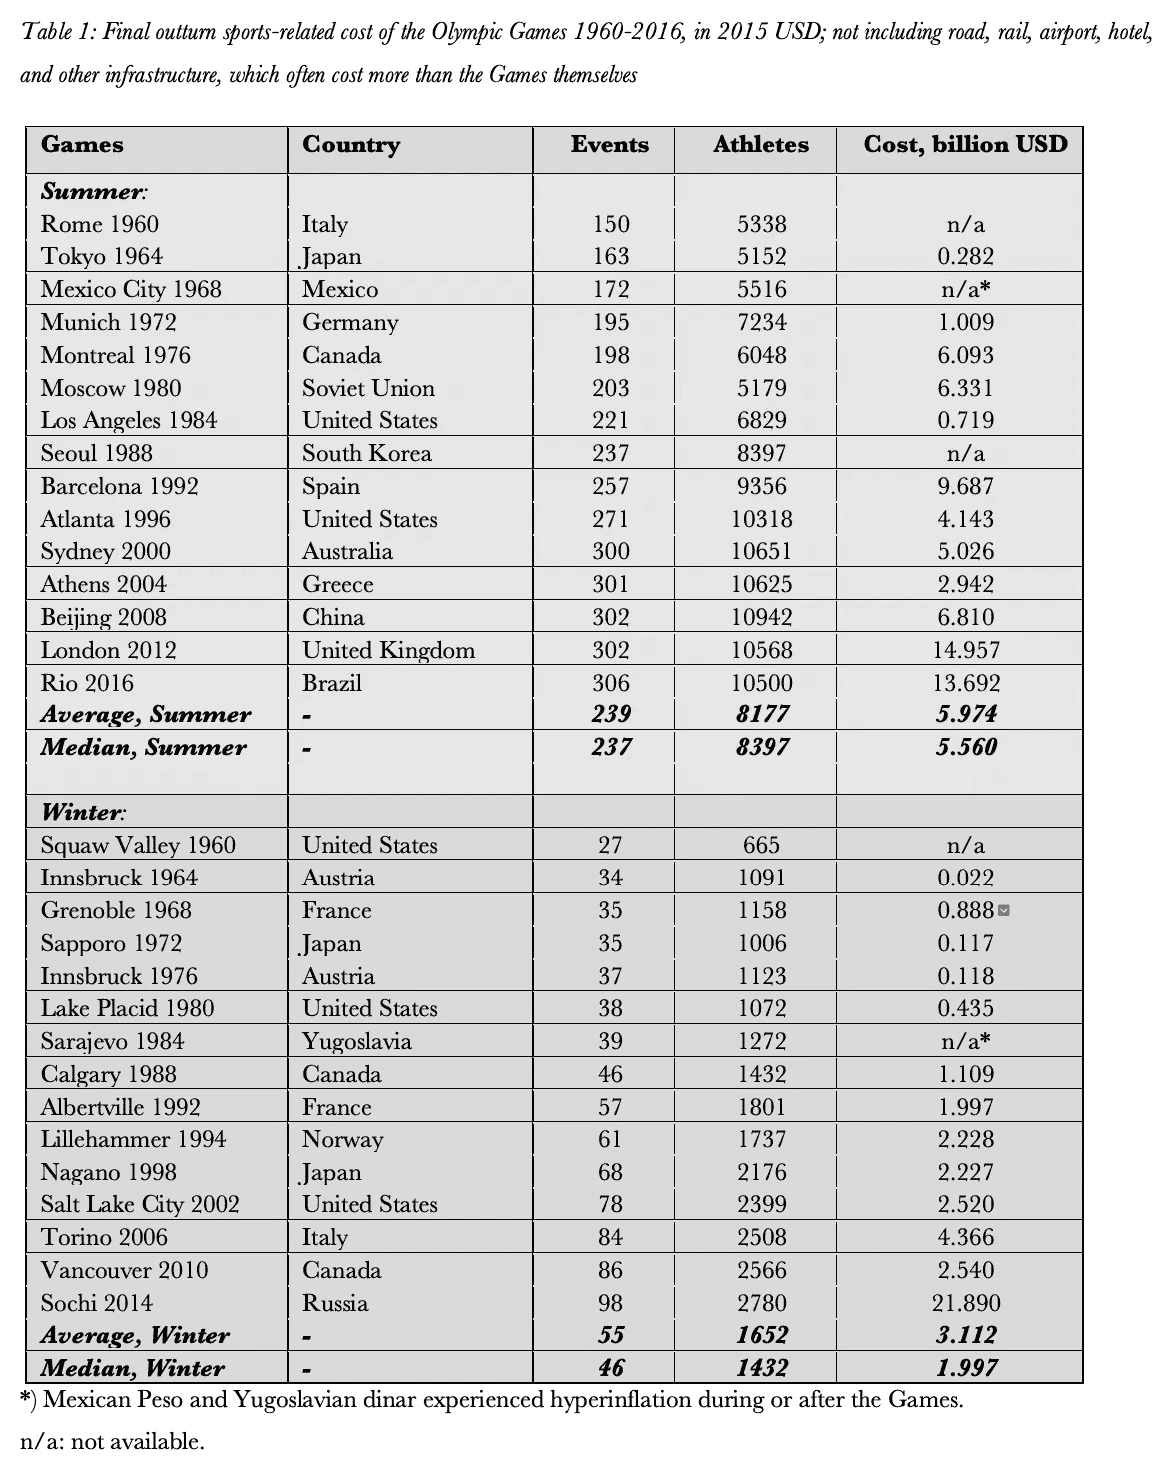 Table 1: Final outturn sports-related cost of the Olympic Games 1960-2016, in 2015 USD; not including road, rail, airport, hotel,
and other infrastructure, which often cost more than the Games themselves
Games Country Events Athletes Cost, billion USD
Summer:
Rome 1960 Italy 150 5338 n/a
Tokyo 1964 Japan 163 5152 0.282
Mexico City 1968 Mexico 172 5516 n/a*
Munich 1972 Germany 195 7234 1.009
Montreal 1976 Canada 198 6048 6.093
Moscow 1980 Soviet Union 203 5179 6.331
Los Angeles 1984 United States 221 6829 0.719
Seoul 1988 South Korea 237 8397 n/a
Barcelona 1992 Spain 257 9356 9.687
Atlanta 1996 United States 271 10318 4.143
Sydney 2000 Australia 300 10651 5.026
Athens 2004 Greece 301 10625 2.942
Beijing 2008 China 302 10942 6.810
London 2012 United Kingdom 302 10568 14.957
Rio 2016 Brazil 306 10500 13.692
Average, Summer - 239 8177 5.974
Median, Summer - 237 8397 5.560
Winter:
Squaw Valley 1960 United States 27 665 n/a
Innsbruck 1964 Austria 34 1091 0.022
Grenoble 1968 France 35 1158 0.888
Sapporo 1972 Japan 35 1006 0.117
Innsbruck 1976 Austria 37 1123 0.118
Lake Placid 1980 United States 38 1072 0.435
Sarajevo 1984 Yugoslavia 39 1272 n/a*
Calgary 1988 Canada 46 1432 1.109
Albertville 1992 France 57 1801 1.997
Lillehammer 1994 Norway 61 1737 2.228
Nagano 1998 Japan 68 2176 2.227
Salt Lake City 2002 United States 78 2399 2.520
Torino 2006 Italy 84 2508 4.366
Vancouver 2010 Canada 86 2566 2.540
Sochi 2014 Russia 98 2780 21.890
Average, Winter - 55 1652 3.112
Median, Winter - 46 1432 1.997
*) Mexican Peso and Yugoslavian dinar experienced hyperinflation during or after the Games.
n/a: not available.